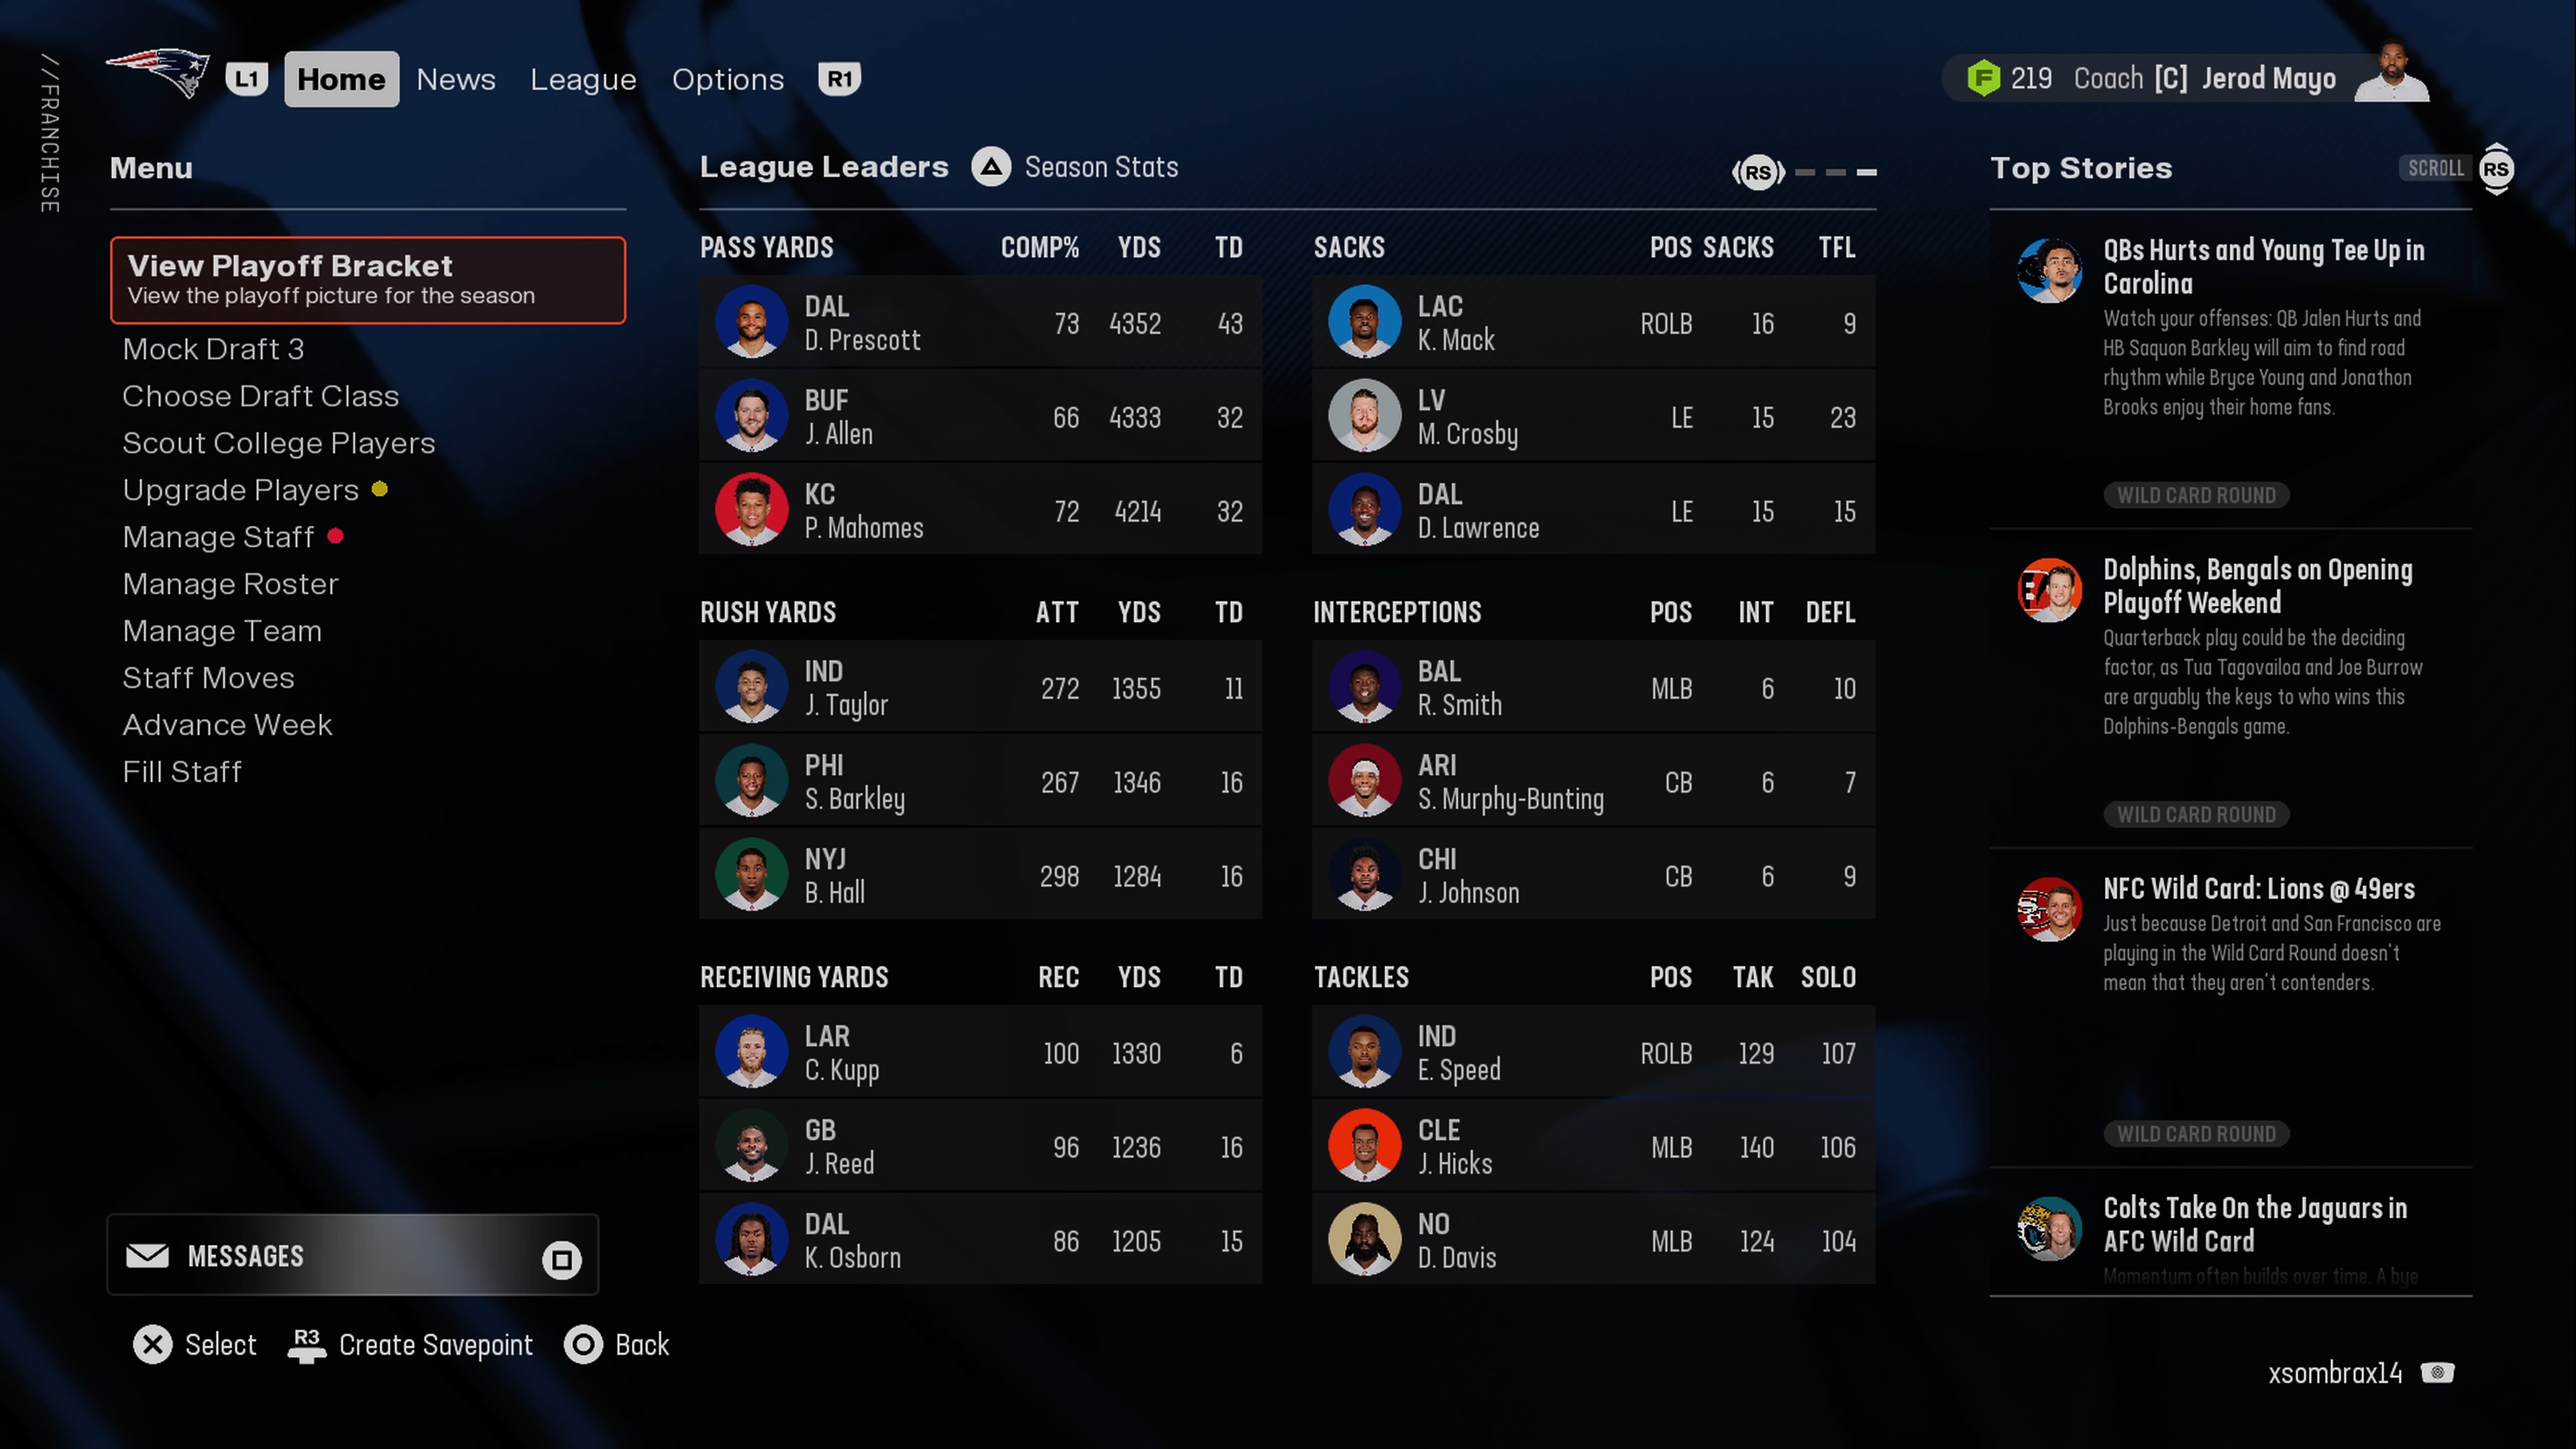 //FRANCHISE
L1 Home News League Options R1
F 219 Coach [C] Jerod Mayo
Menu
View Playoff Bracket
View the playoff picture for the season
Mock Draft 3
Choose Draft Class
Scout College Players
Upgrade Players
Manage Staff
Manage Roster
Manage Team
Staff Moves
Advance Week
Fill Staff
MESSAGES
League Leaders Season Stats RS
PASS YARDS COMP% YDS TD
DAL
D. Prescott 73 4352 43
BUF
J. Allen 66 4333 32
KC
P. Mahomes 72 4214 32
RUSH YARDS ATT YDS TD
IND
J. Taylor 272 1355 11
PHI
S. Barkley 267 1346 16
NYJ
B. Hall 298 1284 16
RECEIVING YARDS REC YDS TD
LAR
C. Kupp 100 1330 6
GB
J. Reed 96 1236 16
DAL
K. Osborn 86 1205 15
SACKS POS SACKS TFL
LAC
K. Mack ROLB 16 9
LV
M. Crosby LE 15 23
DAL
D. Lawrence LE 15 15
INTERCEPTIONS POS INT DEFL
BAL
R. Smith MLB 6 10
ARI
S. Murphy-Bunting CB 6 7
CHI
J. Johnson CB 6 9
TACKLES POS TAK SOLO
IND
E. Speed ROLB 129 107
CLE
J. Hicks MLB 140 106
NO
D. Davis MLB 124 104
Top Stories SCROLL RS
QBs Hurts and Young Tee Up in
Carolina
Watch your offenses: QB Jalen Hurts and
HB Saquon Barkley will aim to find road
rhythm while Bryce Young and Jonathon
Brooks enjoy their home fans.
WILD CARD ROUND
Dolphins, Bengals on Opening
Playoff Weekend
Quarterback play could be the deciding
factor, as Tua Tagovailoa and Joe Burrow
are arguably the keys to who wins this
Dolphins-Bengals game.
WILD CARD ROUND
NFC Wild Card: Lions @ 49ers
Just because Detroit and San Francisco are
playing in the Wild Card Round doesn't
mean that they aren't contenders.
WILD CARD ROUND
Colts Take On the Jaguars in
AFC Wild Card
Momentum often builds over time. A bye
Select R3 Create Savepoint Back
xsombrax14